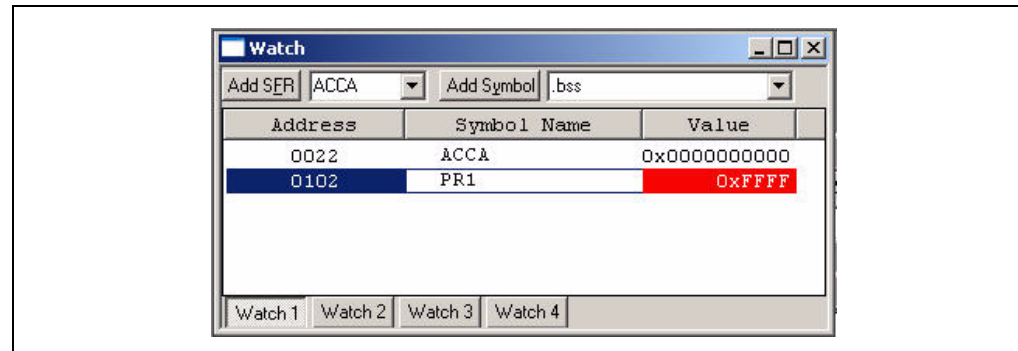 Watch
Add SFR ACCA Add Symbol .bss
Address Symbol Name Value
0022 ACCA 0x0000000000
0102 PR1 0xFFFF
Watch 1 Watch 2 Watch 3 Watch 4